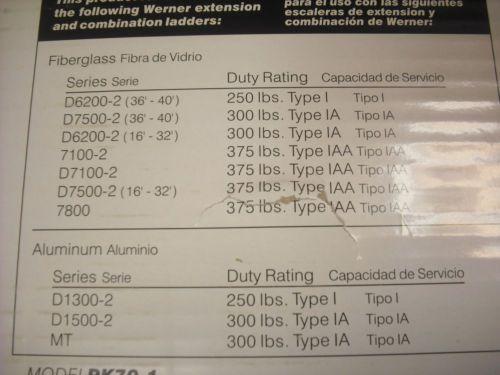 This product
para el uso con las siguientes
the following Werner extension
escaleras de extensión y
and combination ladders:
combinación de Werner:
Fiberglass Fibra de Vidrio
Series Serie Duty Rating Capacidad de Servicio
D6200-2 (36' - 40') 250 lbs. Type I Tipo I
D7500-2 (36' - 40') 300 lbs. Type IA Tipo IA
D6200-2 (16' - 32') 300 lbs. Type IA Tipo IA
7100-2 375 lbs. Type IAA Tipo IAA
D7100-2 375 lbs. Type IAA Tipo IAA
D7500-2 (16' - 32') 375 lbs. Type IAA Tipo IAA
7800 375 lbs. Type IAA Tipo IAA
Aluminum Aluminio
Series Serie Duty Rating Capacidad de Servicio
D1300-2 250 lbs. Type I Tipo I
D1500-2 300 lbs. Type IA Tipo IA
MT 300 lbs. Type IA Tipo IA
MODEL PK70-1